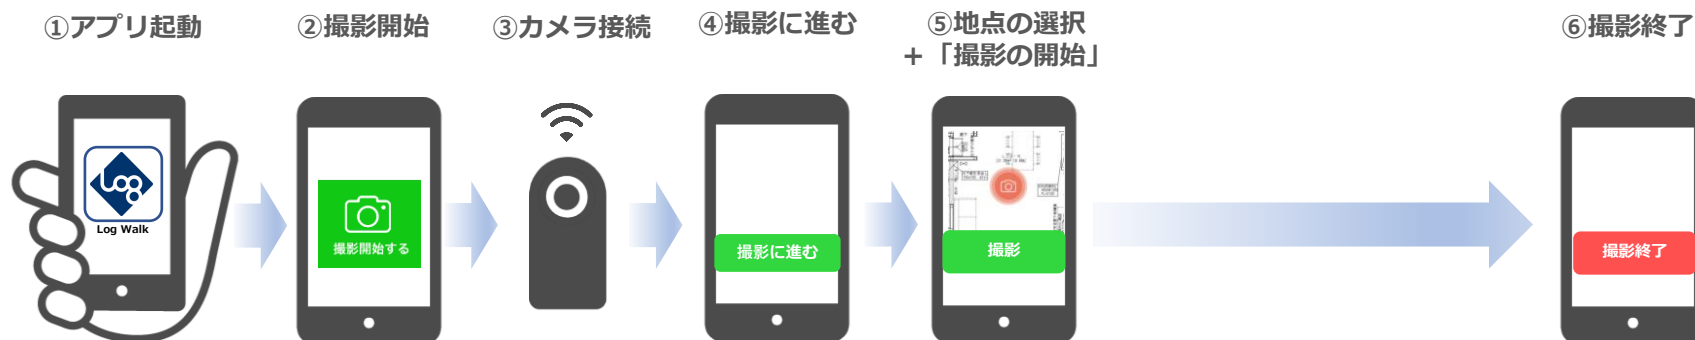 ①アプリ起動
②撮影開始
③カメラ接続
④撮影に進む
⑤地点の選択
＋「撮影の開始」
⑥撮影終了
Log
Log Walk
撮影開始する
撮影に進む
撮影
撮影終了